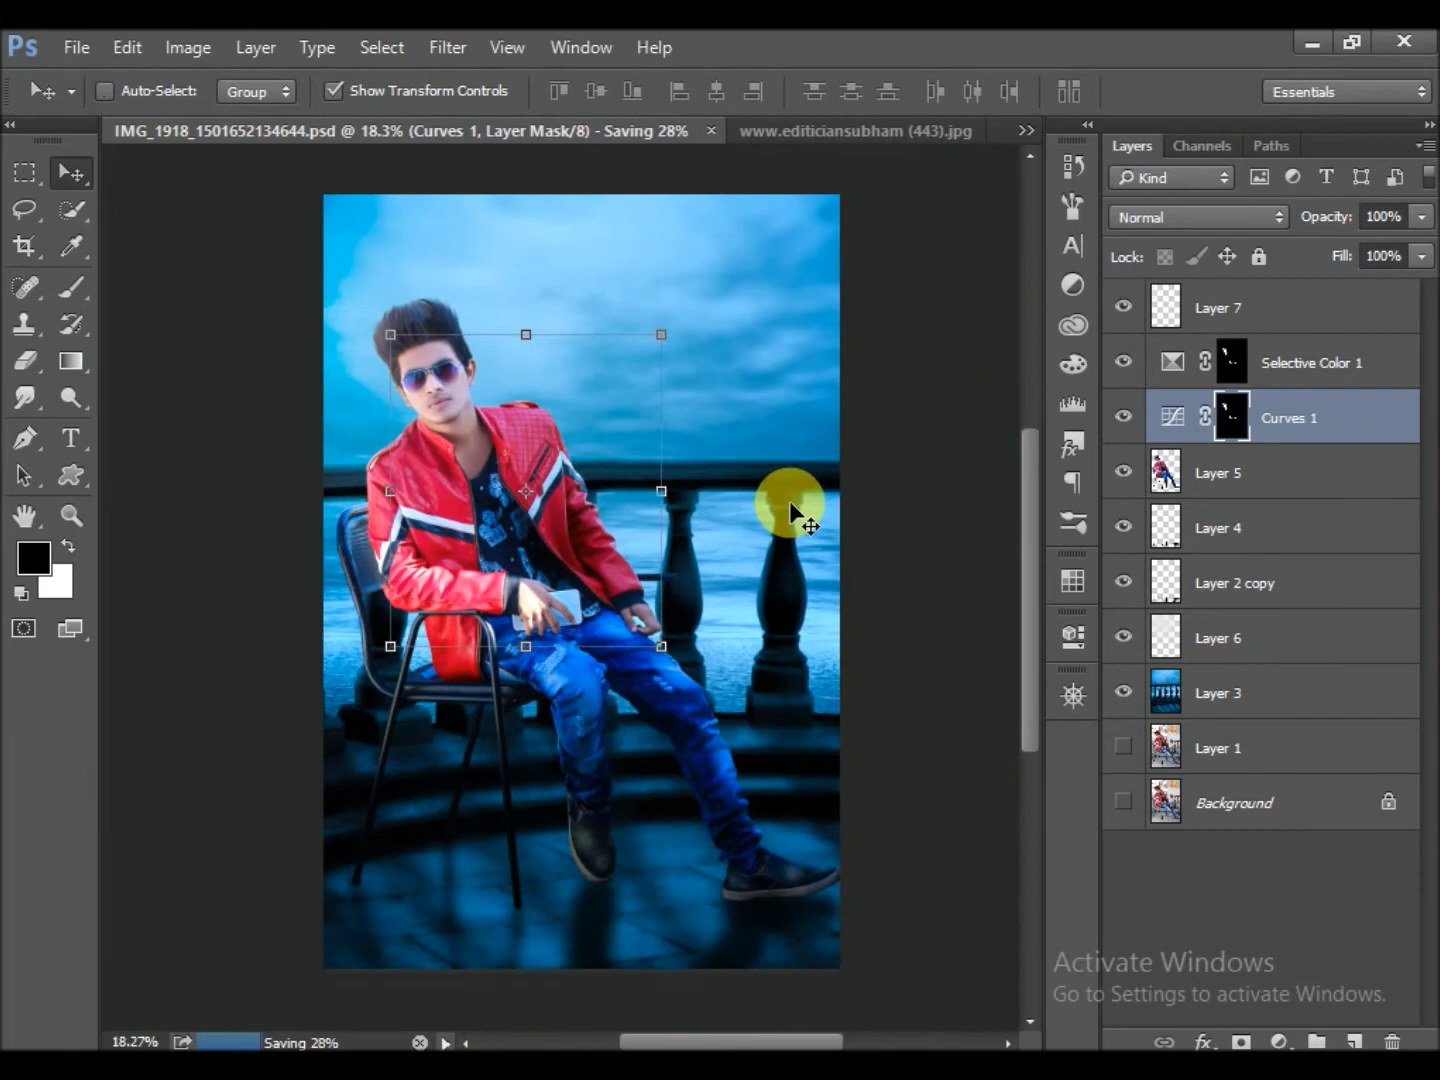 Ps File Edit Image Layer Type Select Filter View Window Help
Auto-Select: Group Show Transform Controls Essentials
IMG_1918_1501652134644.psd @ 18.3% (Curves 1, Layer Mask/8) - Saving 28% × www.editiciansubham (443).jpg
Layers Channels Paths
Kind
Normal Opacity: 100%
Lock: Fill: 100%
Layer 7
Selective Color 1
Curves 1
Layer 5
Layer 4
Layer 2 copy
Layer 6
Layer 3
Layer 1
Background
Activate Windows
Go to Settings to activate Windows.
18.27% Saving 28%